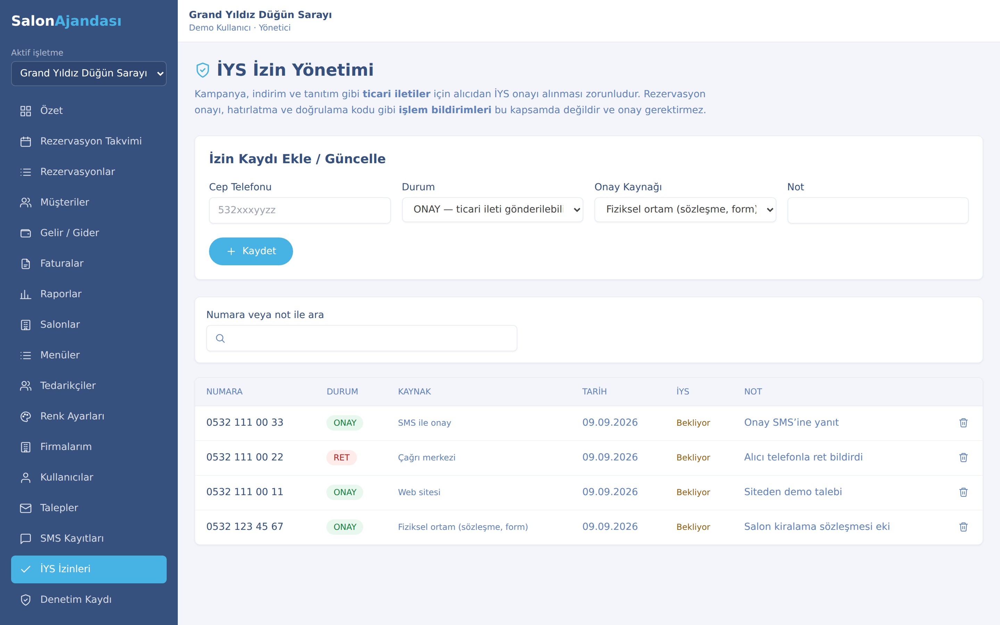 SalonAjandası
Aktif işletme
Grand Yıldız Düğün Sarayı
Özet
Rezervasyon Takvimi
Rezervasyonlar
Müşteriler
Gelir / Gider
Faturalar
Raporlar
Salonlar
Menüler
Tedarikçiler
Renk Ayarları
Firmalarım
Kullanıcılar
Talepler
SMS Kayıtları
İYS İzinleri
Denetim Kaydı
Grand Yıldız Düğün Sarayı
Demo Kullanıcı · Yönetici
İYS İzin Yönetimi
Kampanya, indirim ve tanıtım gibi ticari iletiler için alıcıdan İYS onayı alınması zorunludur. Rezervasyon
onayı, hatırlatma ve doğrulama kodu gibi işlem bildirimleri bu kapsamda değildir ve onay gerektirmez.
İzin Kaydı Ekle / Güncelle
Cep Telefonu Durum Onay Kaynağı Not
532xxxyyzz ONAY — ticari ileti gönderilebili Fiziksel ortam (sözleşme, form)
Kaydet
Numara veya not ile ara
NUMARA DURUM KAYNAK TARİH İYS NOT
0532 111 00 33 ONAY SMS ile onay 09.09.2026 Bekliyor Onay SMS’ine yanıt
0532 111 00 22 RET Çağrı merkezi 09.09.2026 Bekliyor Alıcı telefonla ret bildirdi
0532 111 00 11 ONAY Web sitesi 09.09.2026 Bekliyor Siteden demo talebi
0532 123 45 67 ONAY Fiziksel ortam (sözleşme, form) 09.09.2026 Bekliyor Salon kiralama sözleşmesi eki